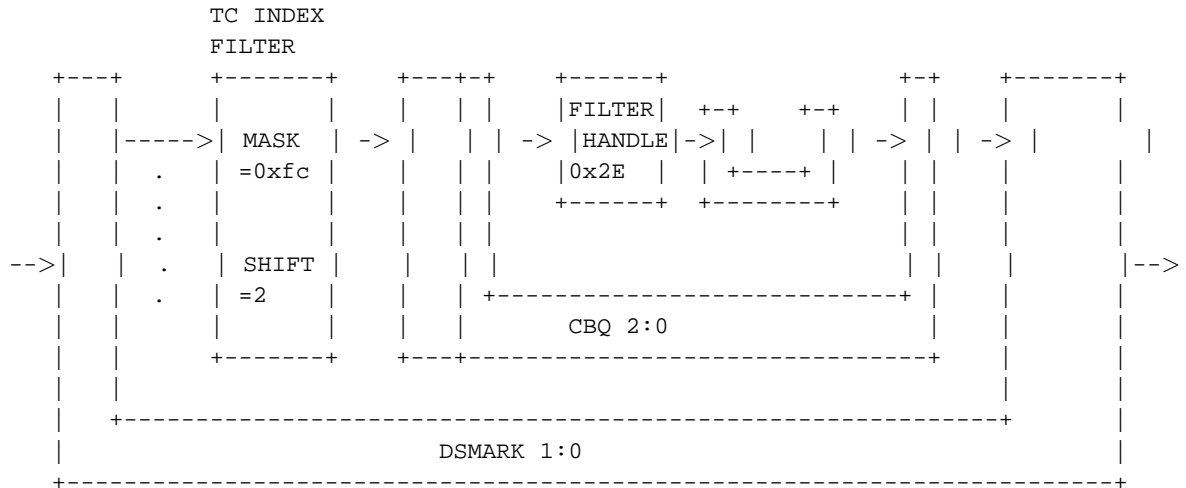 TC INDEX
FILTER
+---+ +-------+ +---+-+ +------+ +-+ +-------+
| | | | | | | |FILTER| +-+ +-+ | | | |
| |----->| MASK | -> | | | | -> |HANDLE|->| | | | -> | | -> | |
| | . | =0xfc | | | | |0x2E | | +----+ | | | | |
| | . | | | | | +------+ +--------+ | | | |
| | . | | | | | | | | |
-->| | . | SHIFT | | | | | | | |-->
| | . | =2 | | | +----------------------------+ | | |
| | | | | | CBQ 2:0 | | |
| | +-------+ +---+--------------------------------+ | |
| | | |
| +-------------------------------------------------------------+ |
| DSMARK 1:0 |
+-------------------------------------------------------------------------+